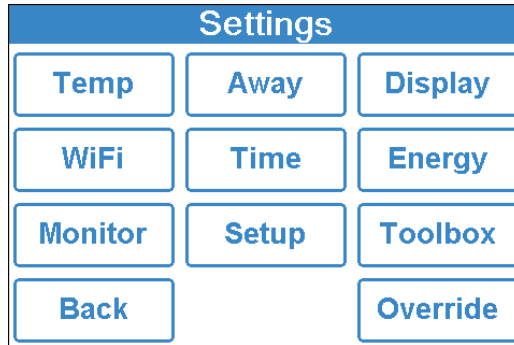 Settings
Temp Away Display
WiFi Time Energy
Monitor Setup Toolbox
Back Override